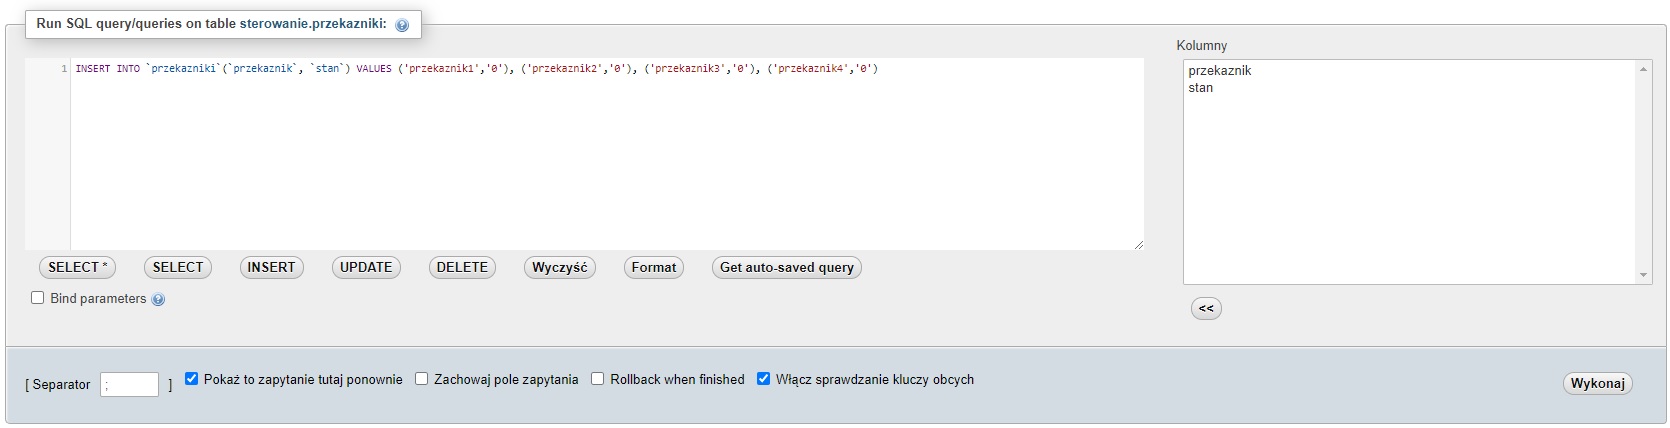 Run SQL query/queries on table sterowanie.przekazniki:
Kolumny
1 INSERT INTO `przekazniki`(`przekaznik`, `stan`) VALUES ('przekaznik1','0'), ('przekaznik2','0'), ('przekaznik3','0'), ('przekaznik4','0')
przekaznik
stan
SELECT * SELECT INSERT UPDATE DELETE Wyczyść Format Get auto-saved query
Bind parameters
<<
[ Separator ; ] Pokaż to zapytanie tutaj ponownie Zachowaj pole zapytania Rollback when finished Włącz sprawdzanie kluczy obcych Wykonaj